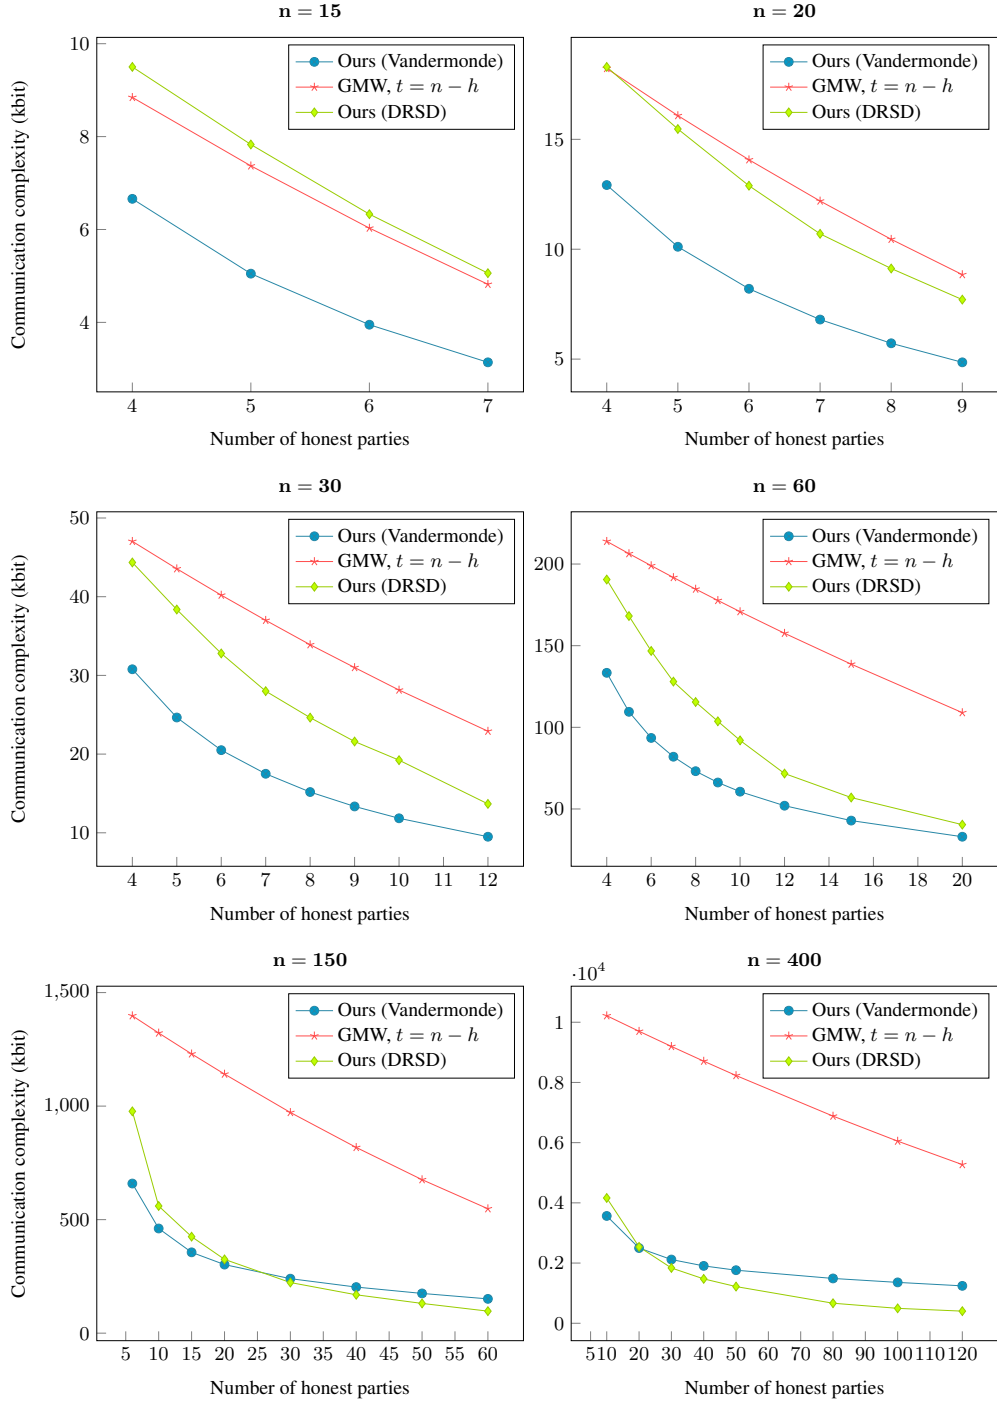 n = 15
Communication complexity (kbit)
10
8
6
4
Ours (Vandermonde)
GMW, t = n − h
Ours (DRSD)
4 5 6 7
Number of honest parties
n = 20
15
10
5
Ours (Vandermonde)
GMW, t = n − h
Ours (DRSD)
4 5 6 7 8 9
Number of honest parties
n = 30
Communication complexity (kbit)
50
40
30
20
10
Ours (Vandermonde)
GMW, t = n − h
Ours (DRSD)
4 5 6 7 8 9 10 11 12
Number of honest parties
n = 60
200
150
100
50
Ours (Vandermonde)
GMW, t = n − h
Ours (DRSD)
4 6 8 10 12 14 16 18 20
Number of honest parties
n = 150
Communication complexity (kbit)
1,500
1,000
500
0
Ours (Vandermonde)
GMW, t = n − h
Ours (DRSD)
5 10 15 20 25 30 35 40 45 50 55 60
Number of honest parties
n = 400
·10⁴
1
0.8
0.6
0.4
0.2
0
Ours (Vandermonde)
GMW, t = n − h
Ours (DRSD)
5 10 20 30 40 50 60 70 80 90 100 110 120
Number of honest parties